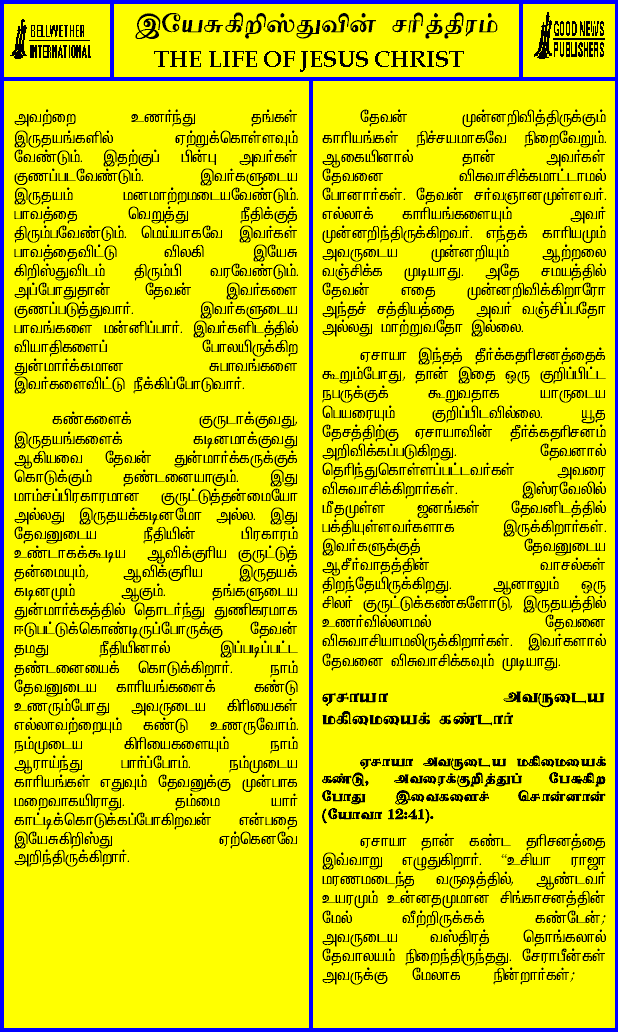 BELLWETHER
INTERNATIONAL
இயேசுகிறிஸ்துவின் சரித்திரம்
THE LIFE OF JESUS CHRIST
GOOD NEWS
PUBLISHERS
அவற்றை உணர்ந்து தங்கள்
இருதயங்களில் ஏற்றுக்கொள்ளவும்
வேண்டும். இதற்குப் பின்பு அவர்கள்
குணப்படவேண்டும். இவர்களுடைய
இருதயம் மனமாற்றமடையவேண்டும்.
பாவத்தை வெறுத்து நீதிக்குத்
திரும்பவேண்டும். மெய்யாகவே இவர்கள்
பாவத்தைவிட்டு விலகி இயேசு
கிறிஸ்துவிடம் திரும்பி வரவேண்டும்.
அப்போதுதான் தேவன் இவர்களை
குணப்படுத்துவார். இவர்களுடைய
பாவங்களை மன்னிப்பார். இவர்களிடத்தில்
வியாதிகளைப் போலயிருக்கிற
துன்மார்க்கமான சுபாவங்களை
இவர்களைவிட்டு நீக்கிப்போடுவார்.
கண்களைக் குருடாக்குவது,
இருதயங்களைக் கடினமாக்குவது
ஆகியவை தேவன் துன்மார்க்கருக்குக்
கொடுக்கும் தண்டனையாகும். இது
மாம்சப்பிரகாரமான குருட்டுத்தன்மையோ
அல்லது இருதயக்கடினமோ அல்ல. இது
தேவனுடைய நீதியின் பிரகாரம்
உண்டாகக்கூடிய ஆவிக்குரிய குருட்டுத்
தன்மையும், ஆவிக்குரிய இருதயக்
கடினமும் ஆகும். தங்களுடைய
துன்மார்க்கத்தில் தொடர்ந்து துணிகரமாக
ஈடுபட்டுக்கொண்டிருப்போருக்கு தேவன்
தமது நீதியினால் இப்படிப்பட்ட
தண்டனையைக் கொடுக்கிறார். நாம்
தேவனுடைய காரியங்களைக் கண்டு
உணரும்போது அவருடைய கிரியைகள்
எல்லாவற்றையும் கண்டு உணருவோம்.
நம்முடைய கிரியைகளையும் நாம்
ஆராய்ந்து பார்ப்போம். நம்முடைய
காரியங்கள் எதுவும் தேவனுக்கு முன்பாக
மறைவாகயிராது. தம்மை யார்
காட்டிக்கொடுக்கப்போகிறவன் என்பதை
இயேசுகிறிஸ்து ஏற்கெனவே
அறிந்திருக்கிறார்.
தேவன் முன்னறிவித்திருக்கும்
காரியங்கள் நிச்சயமாகவே நிறைவேறும்.
ஆகையினால் தான் அவர்கள்
தேவனை விசுவாசிக்கமாட்டாமல்
போனார்கள். தேவன் சர்வஞானமுள்ளவர்.
எல்லாக் காரியங்களையும் அவர்
முன்னறிந்திருக்கிறவர். எந்தக் காரியமும்
அவருடைய முன்னறியும் ஆற்றலை
வஞ்சிக்க முடியாது. அதே சமயத்தில்
தேவன் எதை முன்னறிவிக்கிறாரோ
அந்தச் சத்தியத்தை அவர் வஞ்சிப்பதோ
அல்லது மாற்றுவதோ இல்லை.
ஏசாயா இந்தத் தீர்க்கதரிசனத்தைக்
கூறும்போது, தான் இதை ஒரு குறிப்பிட்ட
நபருக்குக் கூறுவதாக யாருடைய
பெயரையும் குறிப்பிடவில்லை. யூத
தேசத்திற்கு ஏசாயாவின் தீர்க்கதரிசனம்
அறிவிக்கப்படுகிறது. தேவனால்
தெரிந்துகொள்ளப்பட்டவர்கள் அவரை
விசுவாசிக்கிறார்கள். இஸ்ரவேலில்
மீதமுள்ள ஜனங்கள் தேவனிடத்தில்
பக்தியுள்ளவர்களாக இருக்கிறார்கள்.
இவர்களுக்குத் தேவனுடைய
ஆசீர்வாதத்தின் வாசல்கள்
திறந்தேயிருக்கிறது. ஆனாலும் ஒரு
சிலர் குருட்டுக்கண்களோடு, இருதயத்தில்
உணர்வில்லாமல் தேவனை
விசுவாசியாமலிருக்கிறார்கள். இவர்களால்
தேவனை விசுவாசிக்கவும் முடியாது.
ஏசாயா அவருடைய
மகிமையைக் கண்டார்
ஏசாயா அவருடைய மகிமையைக்
கண்டு, அவரைக்குறித்துப் பேசுகிற
போது இவைகளைச் சொன்னான்
(யோவா 12:41).
ஏசாயா தான் கண்ட தரிசனத்தை
இவ்வாறு எழுதுகிறார். "உசியா ராஜா
மரணமடைந்த வருஷத்தில், ஆண்டவர்
உயரமும் உன்னதமுமான சிங்காசனத்தின்
மேல் வீற்றிருக்கக் கண்டேன்;
அவருடைய வஸ்திரத் தொங்கலால்
தேவாலயம் நிறைந்திருந்தது. சேராபீன்கள்
அவருக்கு மேலாக நின்றார்கள்;